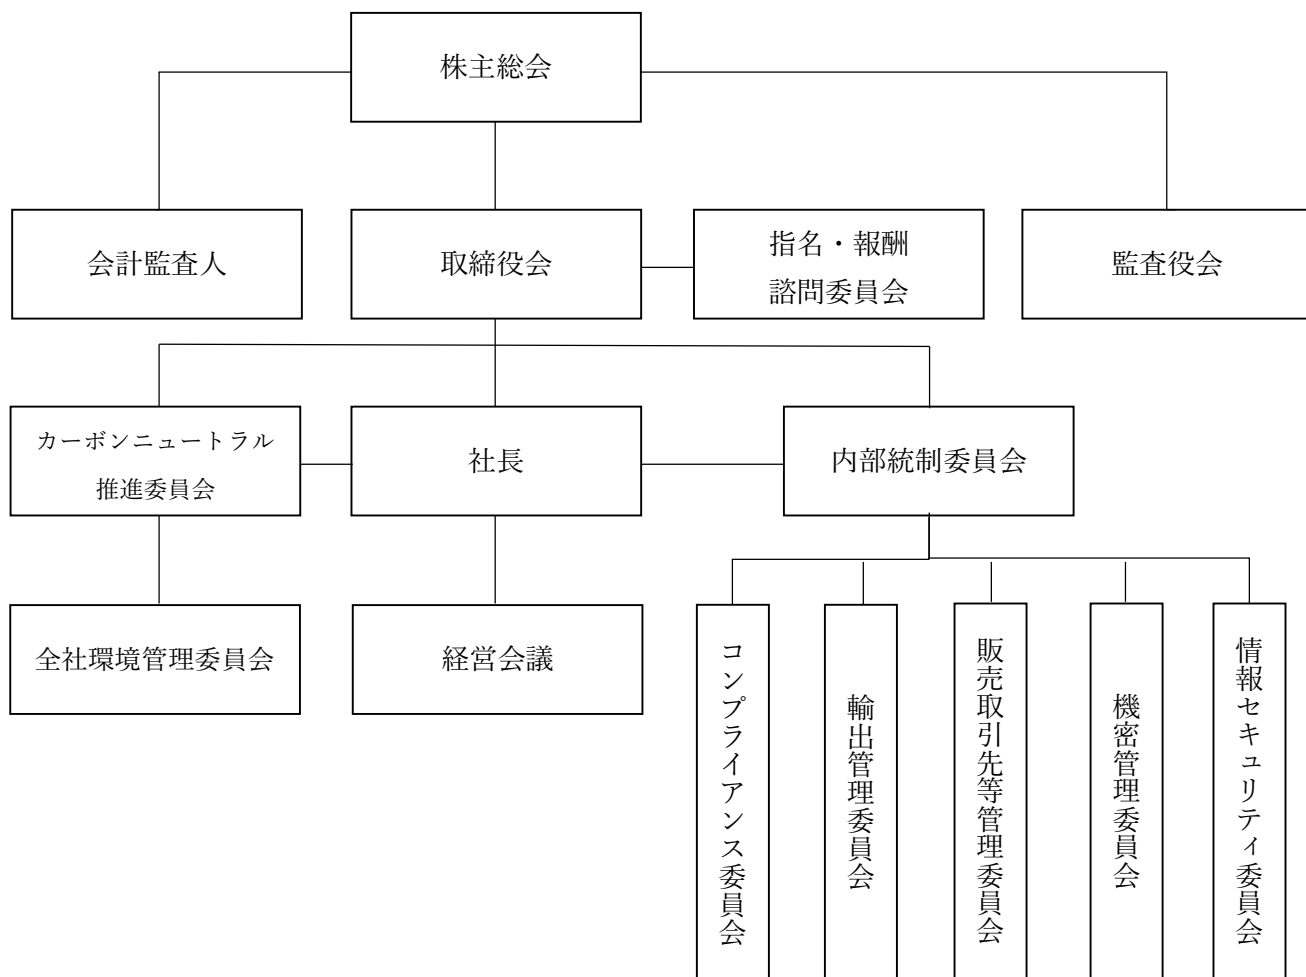 株主総会
会計監査人
取締役会
指名・報酬
諮問委員会
監査役会
カーボンニュートラル
推進委員会
社長
内部統制委員会
全社環境管理委員会
経営会議
コンプライアンス委員会
輸出管理委員会
販売取引先等管理委員会
機密管理委員会
情報セキュリティ委員会